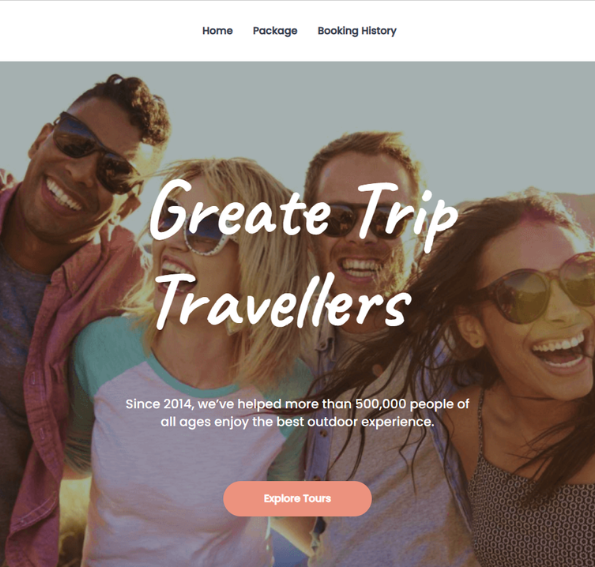 Home Package Booking History
Greate Trip
Travellers
Since 2014, we've helped more than 500,000 people of
all ages enjoy the best outdoor experience.
Explore Tours